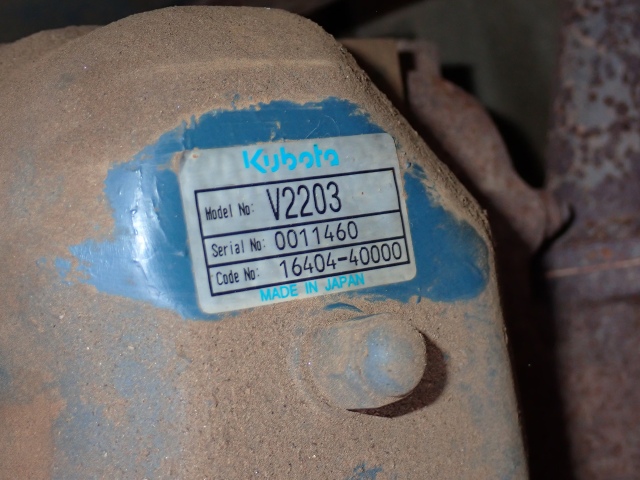 Kubota
Model No: V2203
Serial No: 0011460
Code No: 16404-40000
MADE IN JAPAN